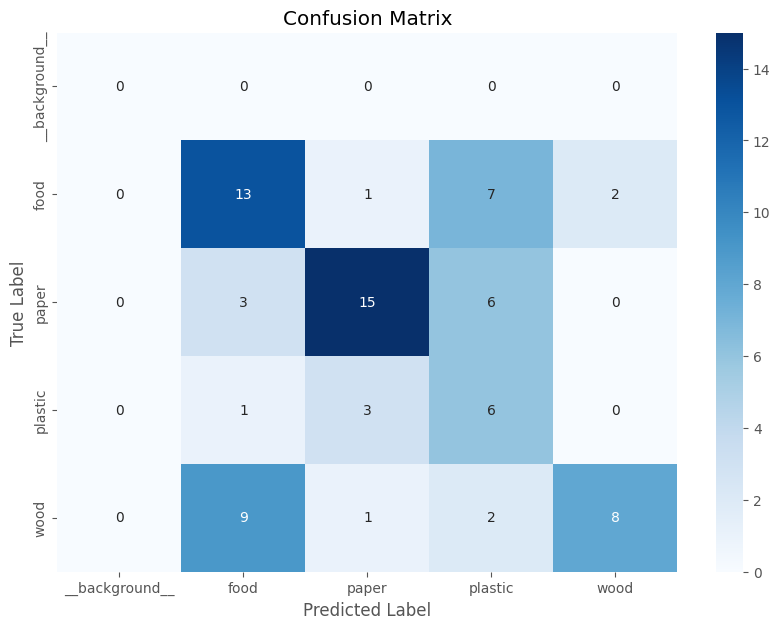 Confusion Matrix
True Label
__background__
0 0 0 0 0
food
0 13 1 7 2
paper
0 3 15 6 0
plastic
0 1 3 6 0
wood
0 9 1 2 8
__background__ food paper plastic wood
Predicted Label
14
12
10
8
6
4
2
0